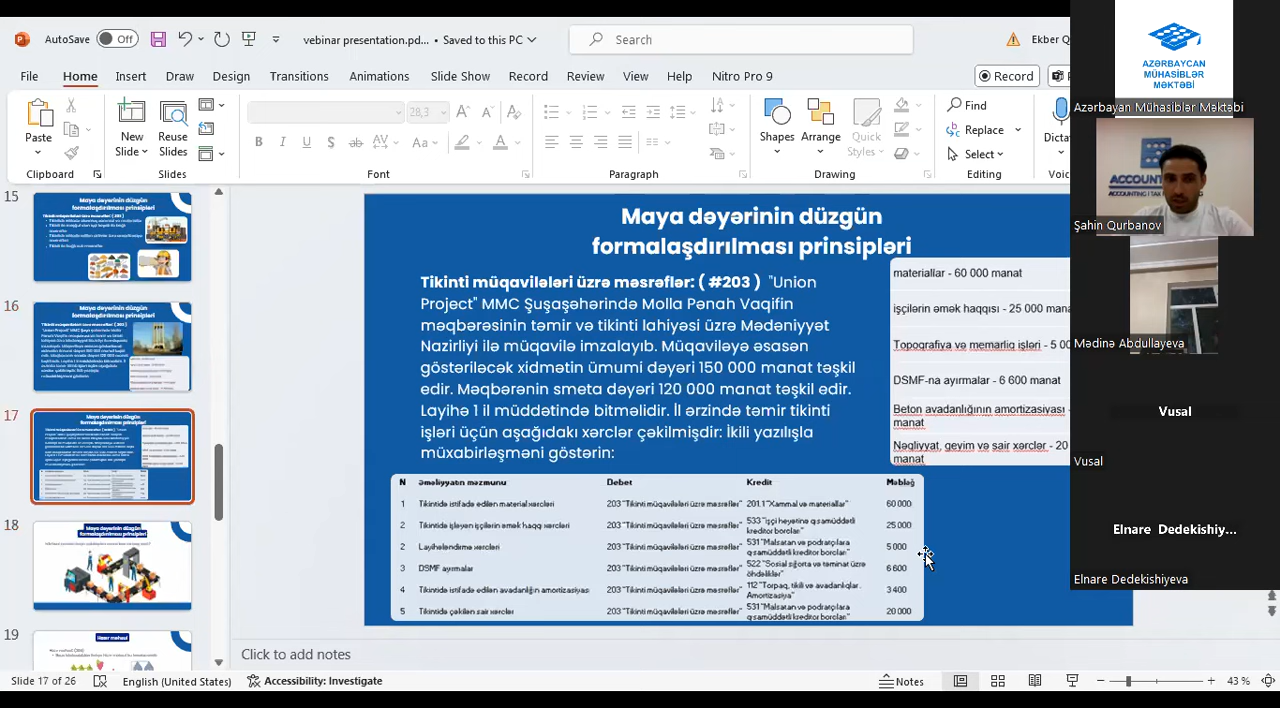 AutoSave Off vebinar presentation.pd... • Saved to this PC Search Ekber Q
File Home Insert Draw Design Transitions Animations Slide Show Record Review View Help Nitro Pro 9 Record
Paste New Slide Reuse Slides 28,3 Shapes Arrange Quick Styles Find Replace Select Dictat
Clipboard Slides Font Paragraph Drawing Editing Voic
15
16
17
18
19
Maya dəyərinin düzgün
formalaşdırılması prinsipləri
Tikinti müqavilələri üzrə məsrəflər: ( #203 ) "Union
Project" MMC Şuşaşəhərində Molla Pənah Vaqifin
məqbərəsinin təmir və tikinti lahiyəsi üzrə Mədəniyyət
Nazirliyi ilə müqavilə imzalayıb. Müqaviləyə əsasən
göstəriləcək xidmətin ümumi dəyəri 150 000 manat təşkil
edir. Məqbərənin smeta dəyəri 120 000 manat təşkil edir.
Layihə 1 il müddətində bitməlidir. İl ərzində təmir tikinti
işləri üçün aşağıdakı xərclər çəkilmişdir: İkili yazılışla
müxabirləşməni göstərin:
materiallar - 60 000 manat
işçilərin əmək haqqısı - 25 000 mana
Topoqrafiya və memarlıq işləri - 5 00
DSMF-na ayırmalar - 6 600 manat
Beton avadanlığının amortizasiyası -
manat
Nəqliyyat, geyim və sair xərclər - 20
manat
N Əməliyyatın məzmunu Debet Kredit Məbləğ
1 Tikintidə istifadə edilən material xərcləri 203 "Tikinti müqavilələri üzrə məsrəflər" 201.1 "Xammal və materiallar" 60 000
2 Tikintidə işləyən işçilərin əmək haqqı xərcləri 203 "Tikinti müqavilələri üzrə məsrəflər" 533 "İşçi heyətinə qısamüddətli
kreditor borcları" 25 000
2 Layihələndirmə xərcləri 203 "Tikinti müqavilələri üzrə məsrəflər" 531 "Malsatan və podratçılara
qısamüddətli kreditor borcları" 5 000
3 DSMF ayırmalar 203 "Tikinti müqavilələri üzrə məsrəflər" 522 "Sosial sığorta və təminat üzrə
öhdəliklər" 6 600
4 Tikintidə istifadə edilən avadanlığın amortizasiyası 203 "Tikinti müqavilələri üzrə məsrəflər" 112 "Torpaq, tikili və avadanlıqlar.
Amortizasiya" 3 400
5 Tikintidə çəkilən sair xərclər 203 "Tikinti müqavilələri üzrə məsrəflər" 531 "Malsatan və podratçılara
qısamüddətli kreditor borcları" 20 000
Click to add notes
Slide 17 of 26 English (United States) Accessibility: Investigate Notes 43 %
AZƏRBAYCAN
MÜHASİBLƏR
MƏKTƏBİ
Azərbayan Mühasiblər Məktəbi
Şahin Qurbanov
Mədinə Abdullayeva
Vusal
Vusal
Elnare Dedekishiy...
Elnare Dedekishiyeva